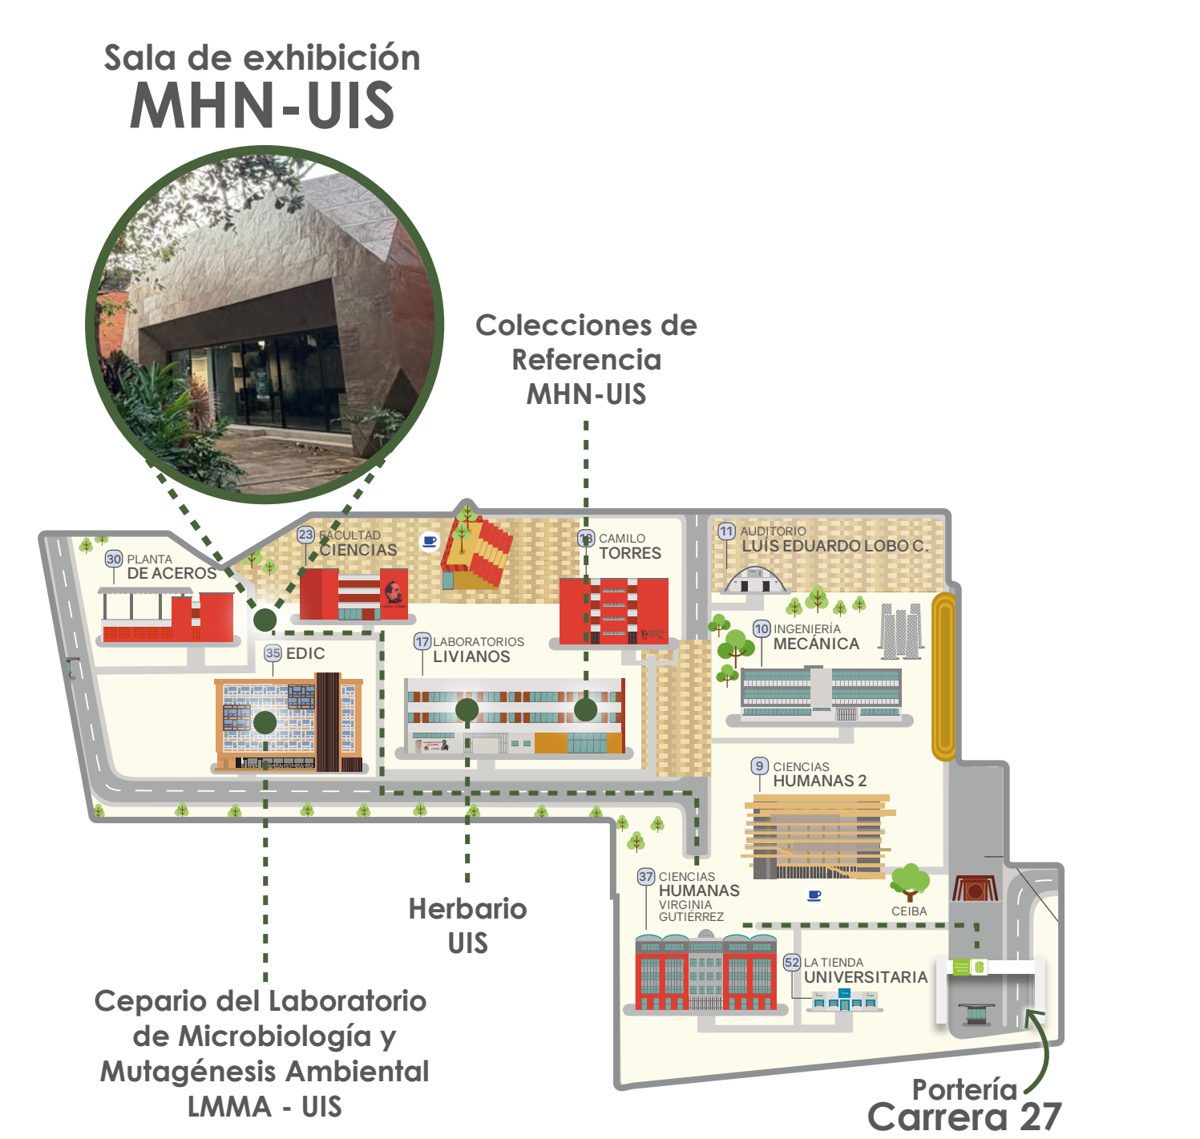 Sala de exhibición
MHN-UIS
Colecciones de
Referencia
MHN-UIS
23 FACULTAD
CIENCIAS
18 CAMILO
TORRES
11 AUDITORIO
LUÍS EDUARDO LOBO C.
30 PLANTA
DE ACEROS
10 INGENIERÍA
MECÁNICA
17 LABORATORIOS
LIVIANOS
35 EDIC
9 CIENCIAS
HUMANAS 2
37 CIENCIAS
HUMANAS
VIRGINIA
GUTIÉRREZ
CEIBA
52 LA TIENDA
UNIVERSITARIA
Herbario
UIS
Cepario del Laboratorio
de Microbiología y
Mutagénesis Ambiental
LMMA - UIS
Portería
Carrera 27